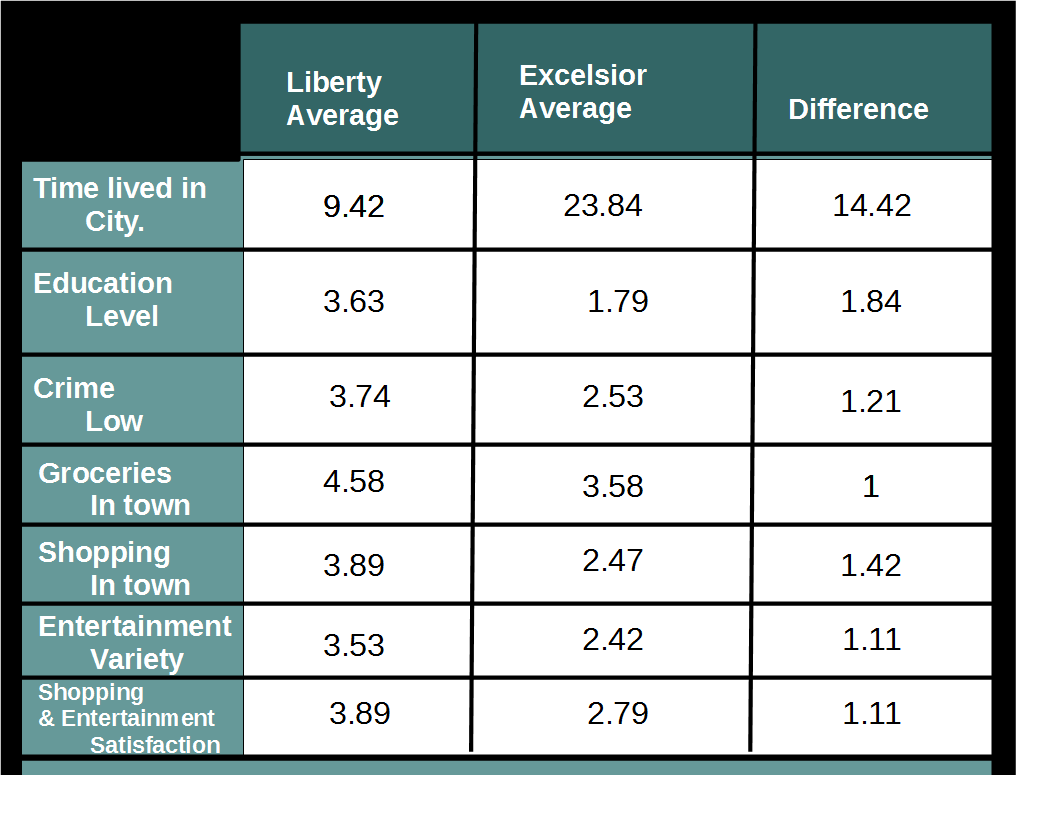 Liberty
Average
Excelsior
Average
Difference
Time lived in
City.
9.42
23.84
14.42
Education
Level
3.63
1.79
1.84
Crime
Low
3.74
2.53
1.21
Groceries
In town
4.58
3.58
1
Shopping
In town
3.89
2.47
1.42
Entertainment
Variety
3.53
2.42
1.11
Shopping
& Entertainment
Satisfaction
3.89
2.79
1.11